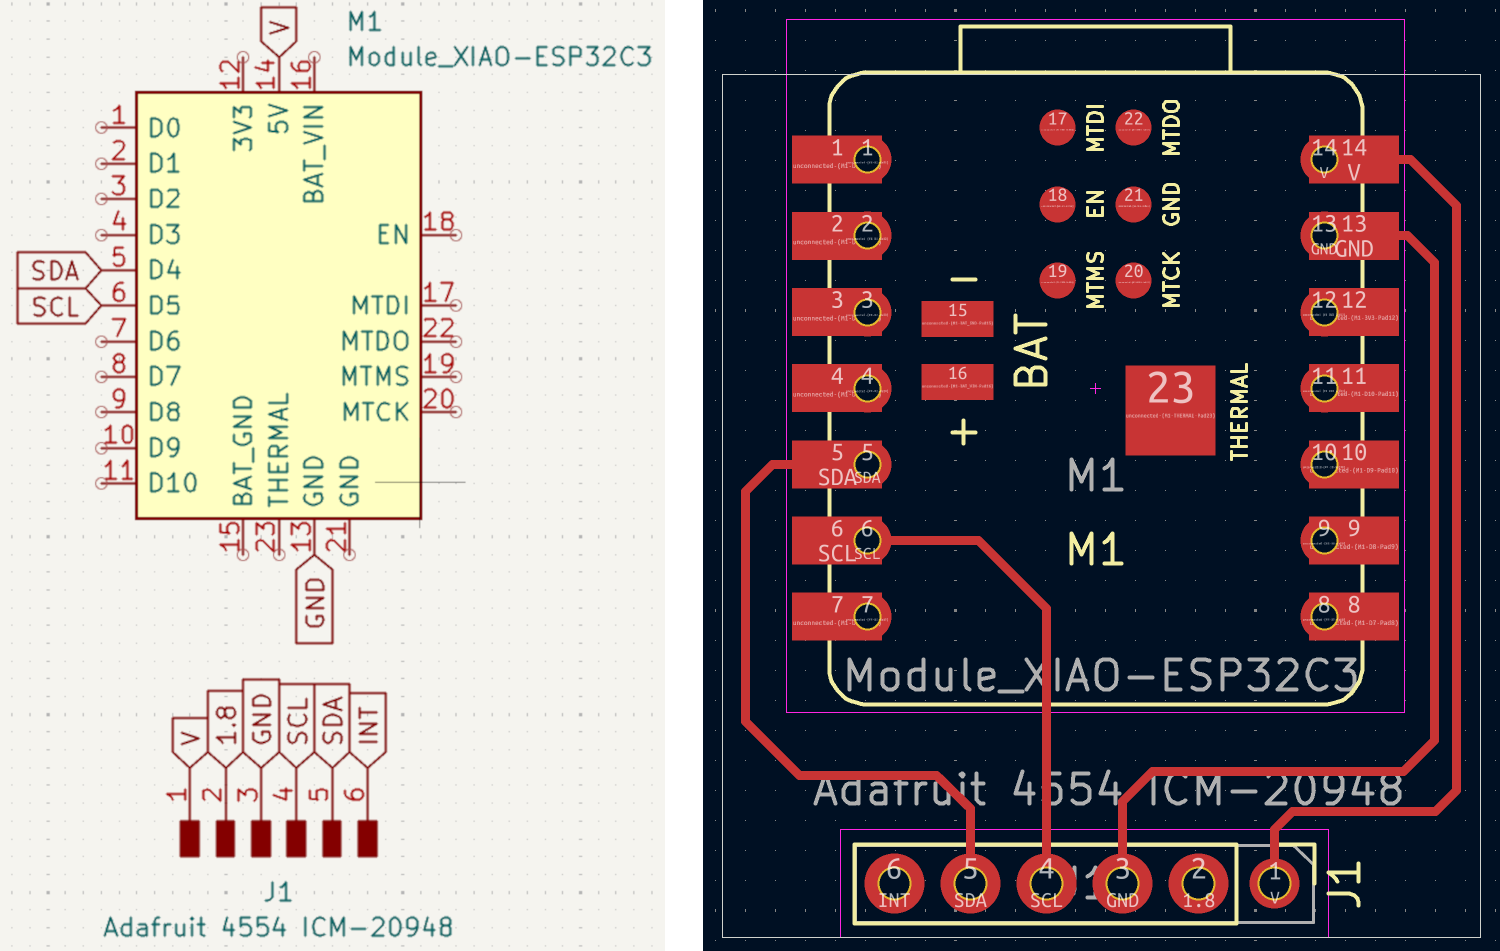 V
M1
Module_XIAO-ESP32C3
12
14
16
3V3
5V
BAT_VIN
1
D0
2
D1
3
D2
4
D3
18
EN
5
D4
SDA
6
D5
SCL
17
MTDI
7
D6
22
MTDO
8
D7
19
MTMS
9
D8
20
MTCK
10
D9
11
D10
BAT_GND
THERMAL
GND
GND
15
23
13
21
GND
V
1.8
GND
SCL
SDA
INT
1
2
3
4
5
6
J1
Adafruit 4554 ICM-20948
17
MTDI
22
MTDO
1 1
14 14
V V
18
EN
21
GND
2 2
13 13
GND GND
19
MTMS
20
MTCK
−
3 3
15
BAT
12 12
4 4
16
23
THERMAL
11 11
+
5 5
SDA SDA
M1
10 10
6 6
SCL SCL
M1
9 9
7 7
8 8
Module_XIAO-ESP32C3
Adafruit 4554 ICM-20948
6
INT
5
SDA
4
SCL
3
GND
2
1.8
1
V
J1